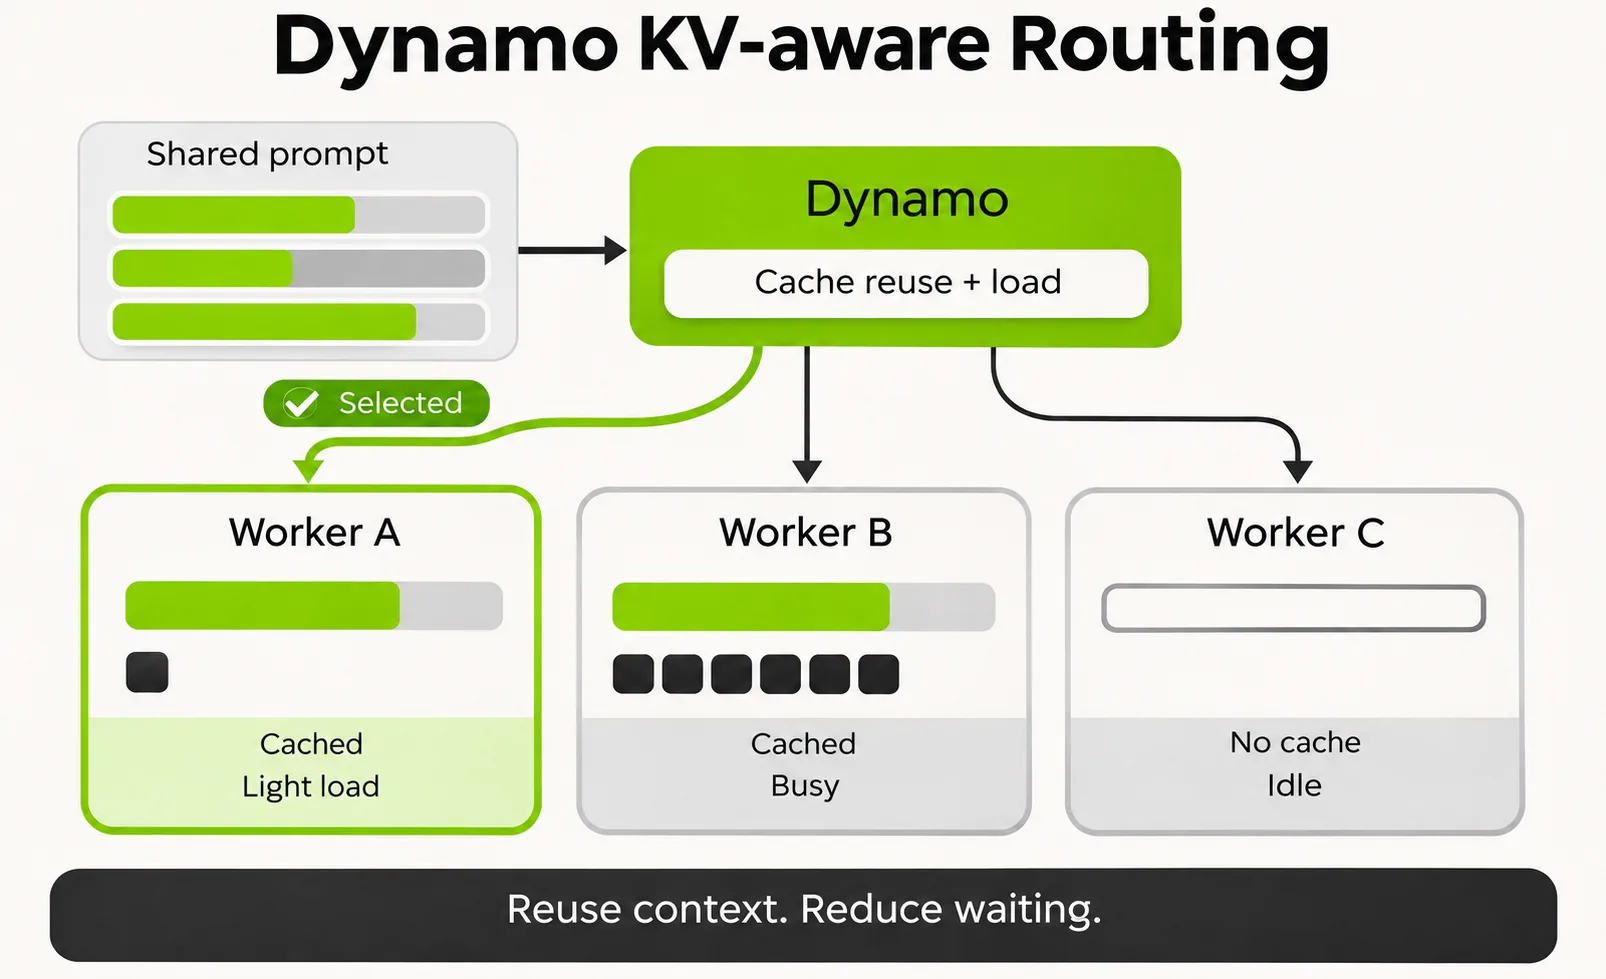 Dynamo KV-aware Routing
Shared prompt
Dynamo
Cache reuse + load
Selected
Worker A
Cached
Light load
Worker B
Cached
Busy
Worker C
No cache
Idle
Reuse context. Reduce waiting.